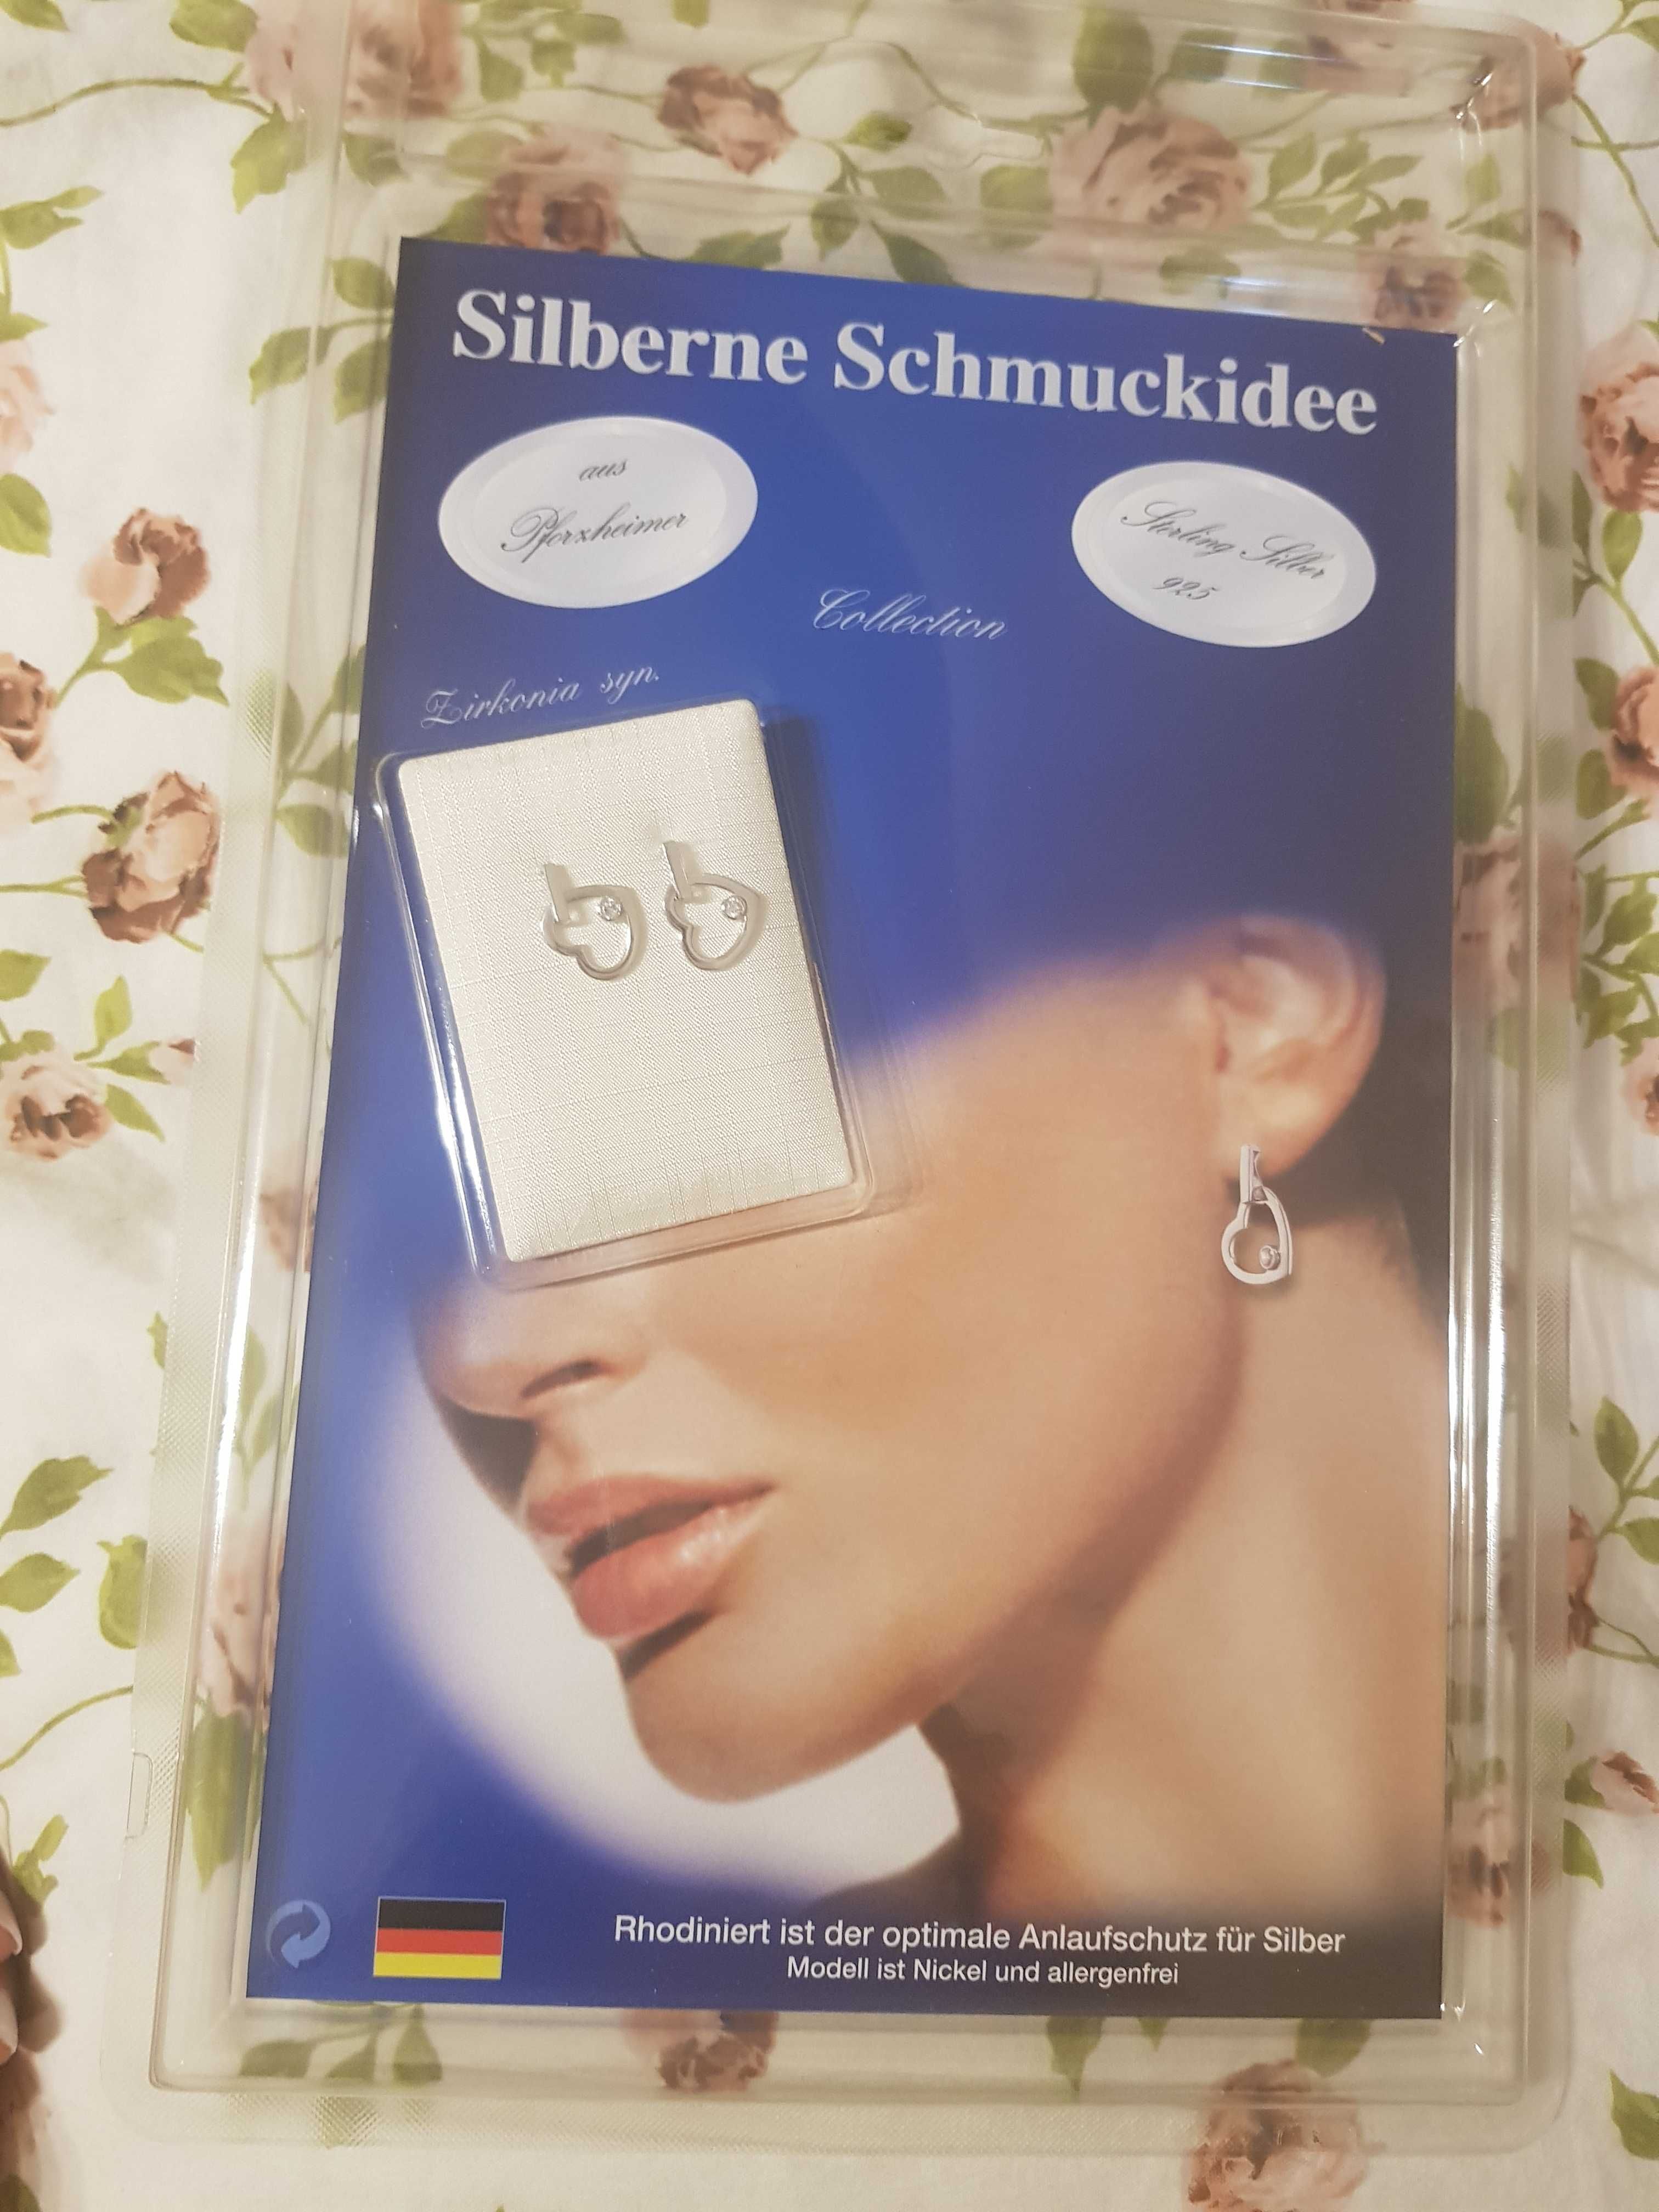 Silberne Schmuckidee
aus
Pforzheimer
Sterling Silber
925
Collection
Zirkonia syn.
Rhodiniert ist der optimale Anlaufschutz für Silber
Modell ist Nickel und allergenfrei